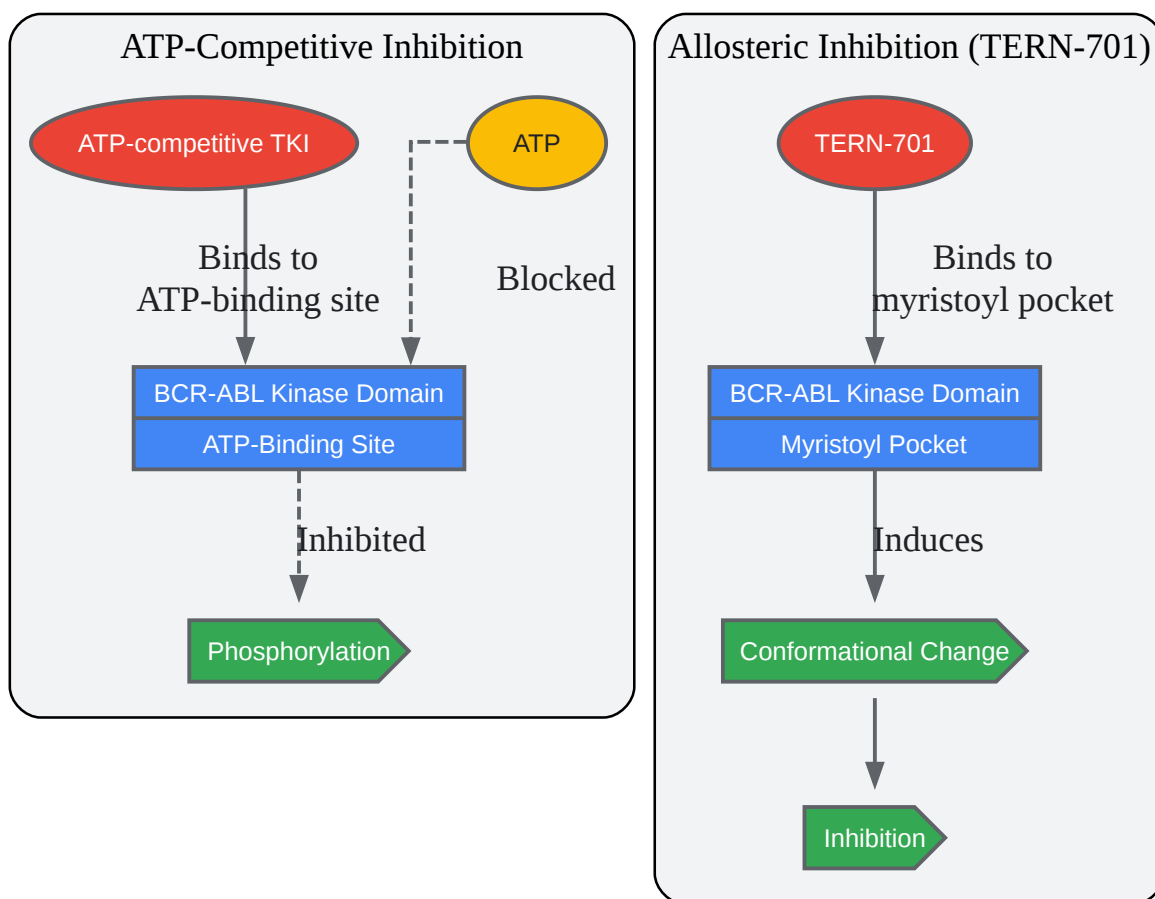 ATP-Competitive Inhibition
ATP-competitive TKI
ATP
Binds to
ATP-binding site
Blocked
BCR-ABL Kinase Domain
ATP-Binding Site
Inhibited
Phosphorylation
Allosteric Inhibition (TERN-701)
TERN-701
Binds to
myristoyl pocket
BCR-ABL Kinase Domain
Myristoyl Pocket
Induces
Conformational Change
Inhibition